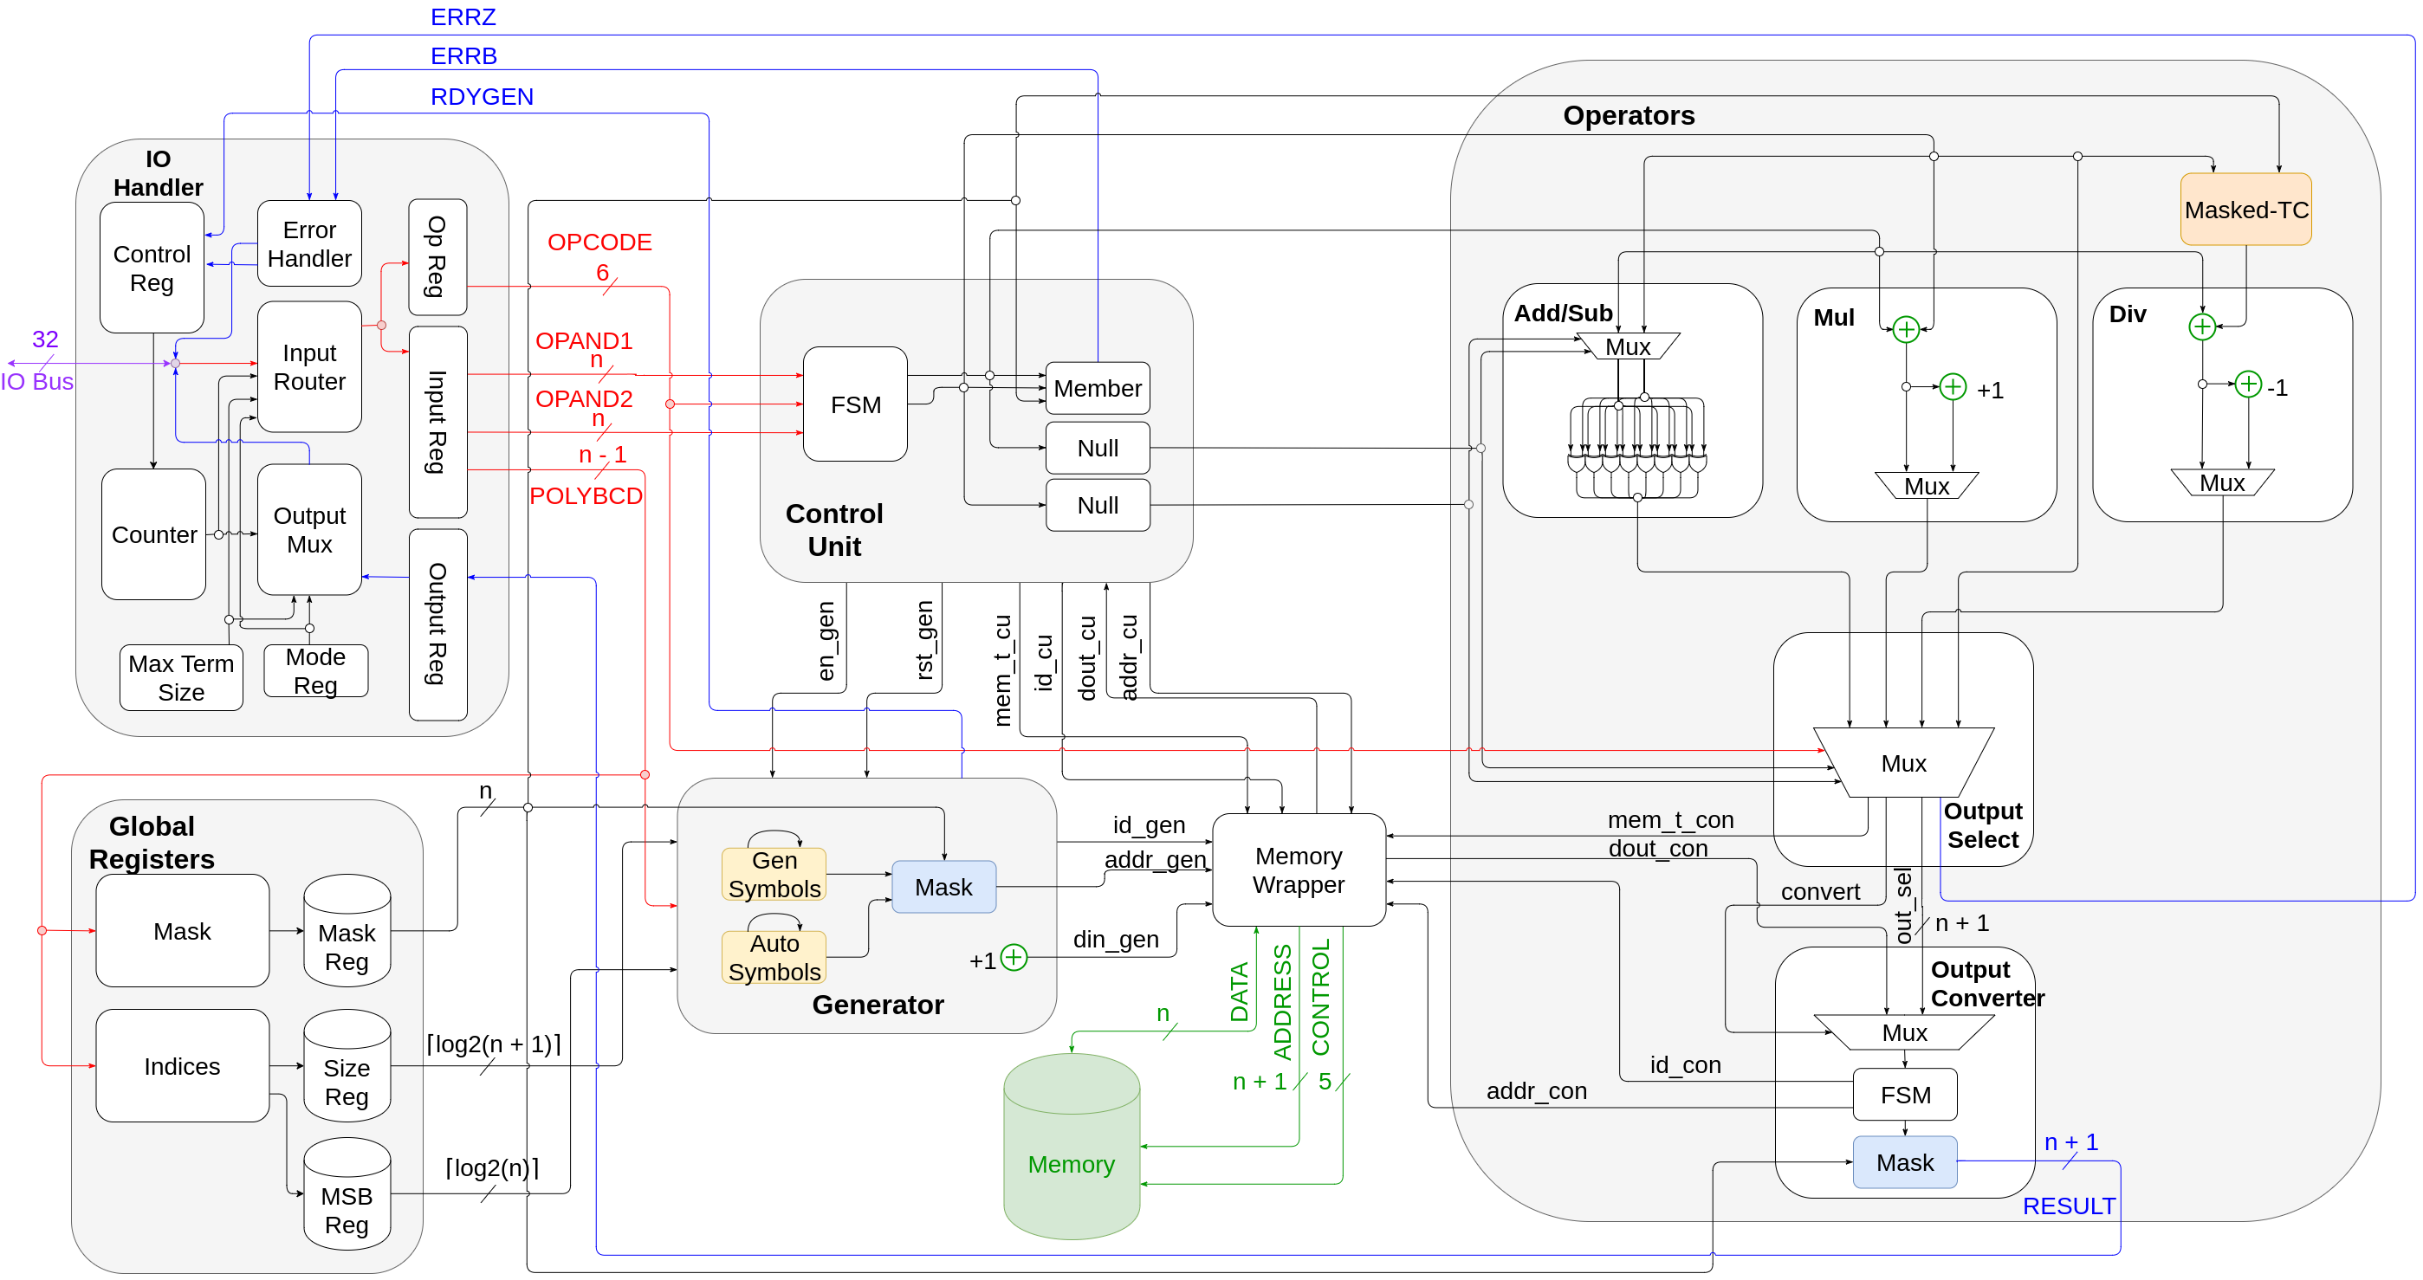 ERRZ
ERRB
RDYGEN
IO
Handler
Control
Reg
Error
Handler
Op Reg
Input
Router
Input Reg
32
IO Bus
Counter
Output
Mux
Output Reg
Max Term
Size
Mode
Reg
OPCODE
6
OPAND1
n
OPAND2
n
n - 1
POLYBCD
FSM
Member
Null
Null
Control
Unit
en_gen
rst_gen
mem_t_cu
id_cu
dout_cu
addr_cu
Operators
Masked-TC
Add/Sub
Mux
Mul
+1
Mux
Div
-1
Mux
Mux
Output
Select
mem_t_con
dout_con
convert
out_sel
n + 1
Output
Converter
Mux
FSM
Mask
id_con
addr_con
n + 1
RESULT
Global
Registers
Mask
Mask
Reg
Indices
Size
Reg
MSB
Reg
n
⌈log2(n + 1)⌉
⌈log2(n)⌉
Gen
Symbols
Auto
Symbols
Mask
+1
Generator
id_gen
addr_gen
din_gen
Memory
Wrapper
DATA
ADDRESS
CONTROL
n
n + 1
5
Memory